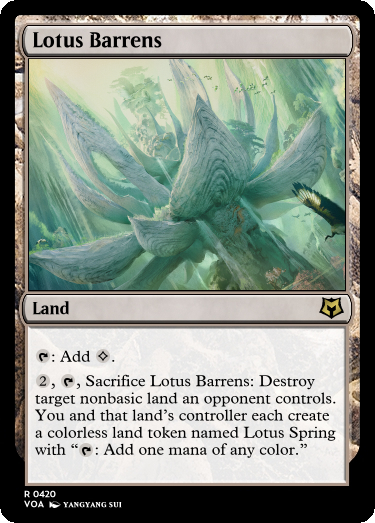 Lotus Barrens
Land
: Add .
2, , Sacrifice Lotus Barrens: Destroy
target nonbasic land an opponent controls.
You and that land's controller each create
a colorless land token named Lotus Spring
with “: Add one mana of any color.”
R 0420
VOA YANGYANG SUI